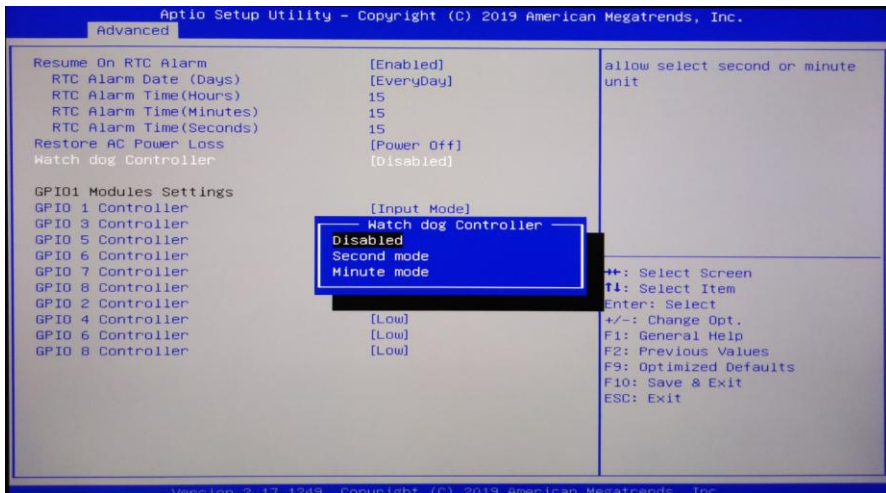 Aptio Setup Utility – Copyright (C) 2019 American Megatrends, Inc.
Advanced
Resume On RTC Alarm [Enabled]
RTC Alarm Date (Days) [EveryDay]
RTC Alarm Time(Hours) 15
RTC Alarm Time(Minutes) 15
RTC Alarm Time(Seconds) 15
Restore AC Power Loss [Power Off]
Watch dog Controller [Disabled]
GPIO1 Modules Settings
GPIO 1 Controller [Input Mode]
GPIO 3 Controller
GPIO 5 Controller
GPIO 6 Controller
GPIO 7 Controller
GPIO 8 Controller
GPIO 2 Controller
GPIO 4 Controller [Low]
GPIO 6 Controller [Low]
GPIO 8 Controller [Low]
Watch dog Controller
Disabled
Second mode
Minute mode
allow select second or minute
unit
→←: Select Screen
↑↓: Select Item
Enter: Select
+/-: Change Opt.
F1: General Help
F2: Previous Values
F9: Optimized Defaults
F10: Save & Exit
ESC: Exit
Version 2.17.1249. Copyright (C) 2019 American Megatrends, Inc.